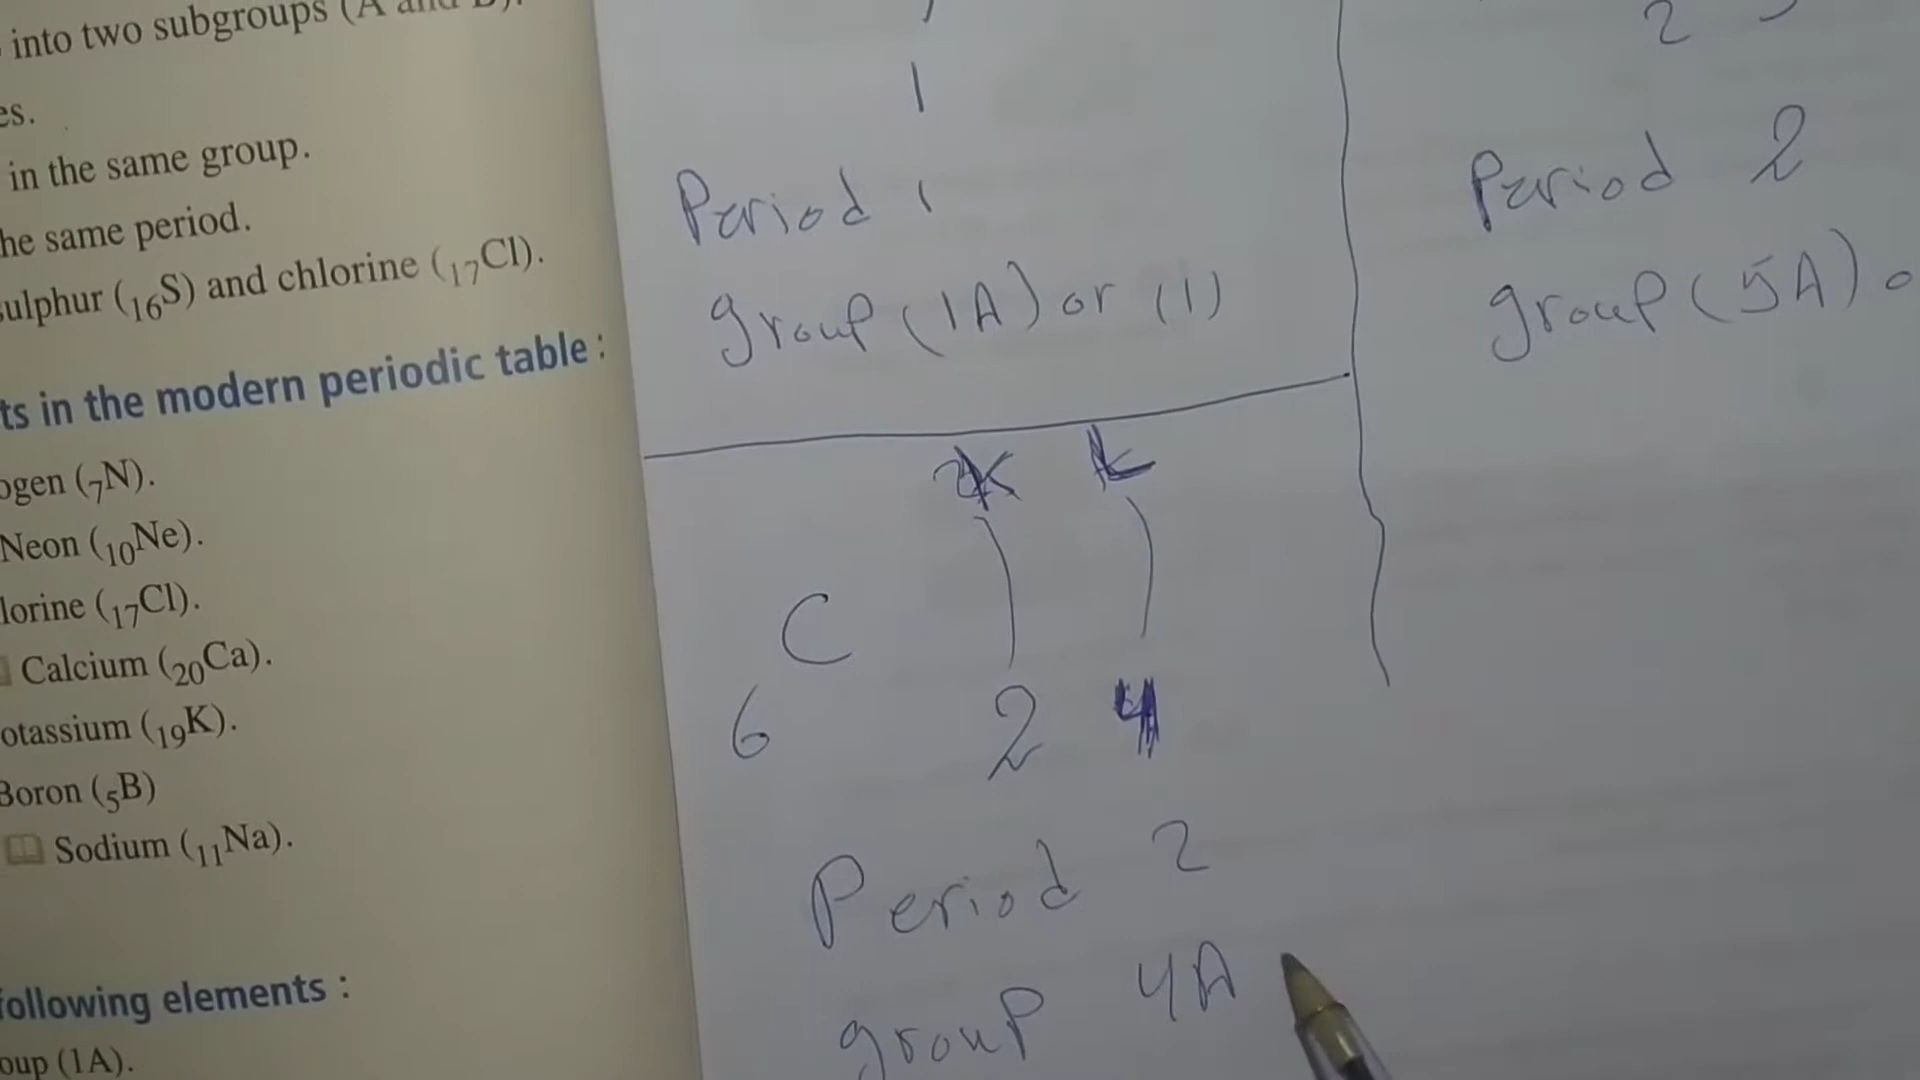 into two subgroups (A and B).
es.
in the same group.
he same period.
sulphur (16S) and chlorine (17Cl).
ts in the modern periodic table :
ogen (7N).
Neon (10Ne).
lorine (17Cl).
Calcium (20Ca).
otassium (19K).
Boron (5B)
Sodium (11Na).
following elements :
oup (1A).
1
Period 1
group (1A) or (1)
K L
C
6 2 4
Period 2
group 4A
2
Period 2
group (5A) o